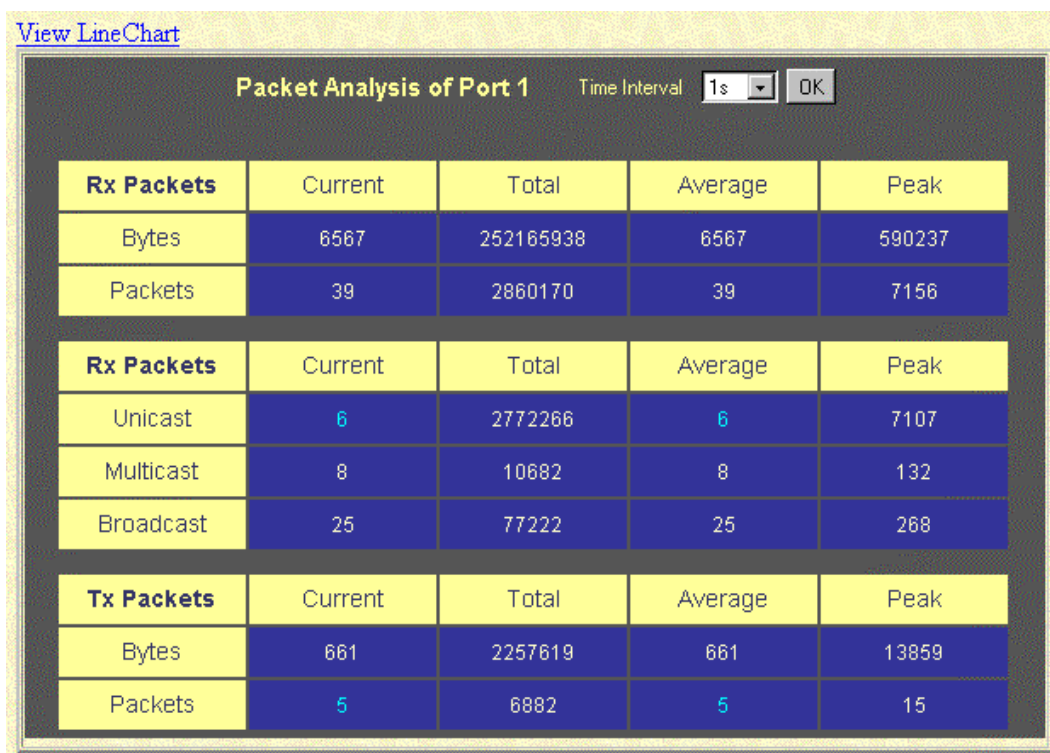 View LineChart
Packet Analysis of Port 1 Time Interval 1s OK
Rx Packets Current Total Average Peak
Bytes 6567 252165938 6567 590237
Packets 39 2860170 39 7156
Rx Packets Current Total Average Peak
Unicast 6 2772266 6 7107
Multicast 8 10682 8 132
Broadcast 25 77222 25 268
Tx Packets Current Total Average Peak
Bytes 661 2257619 661 13859
Packets 5 6882 5 15